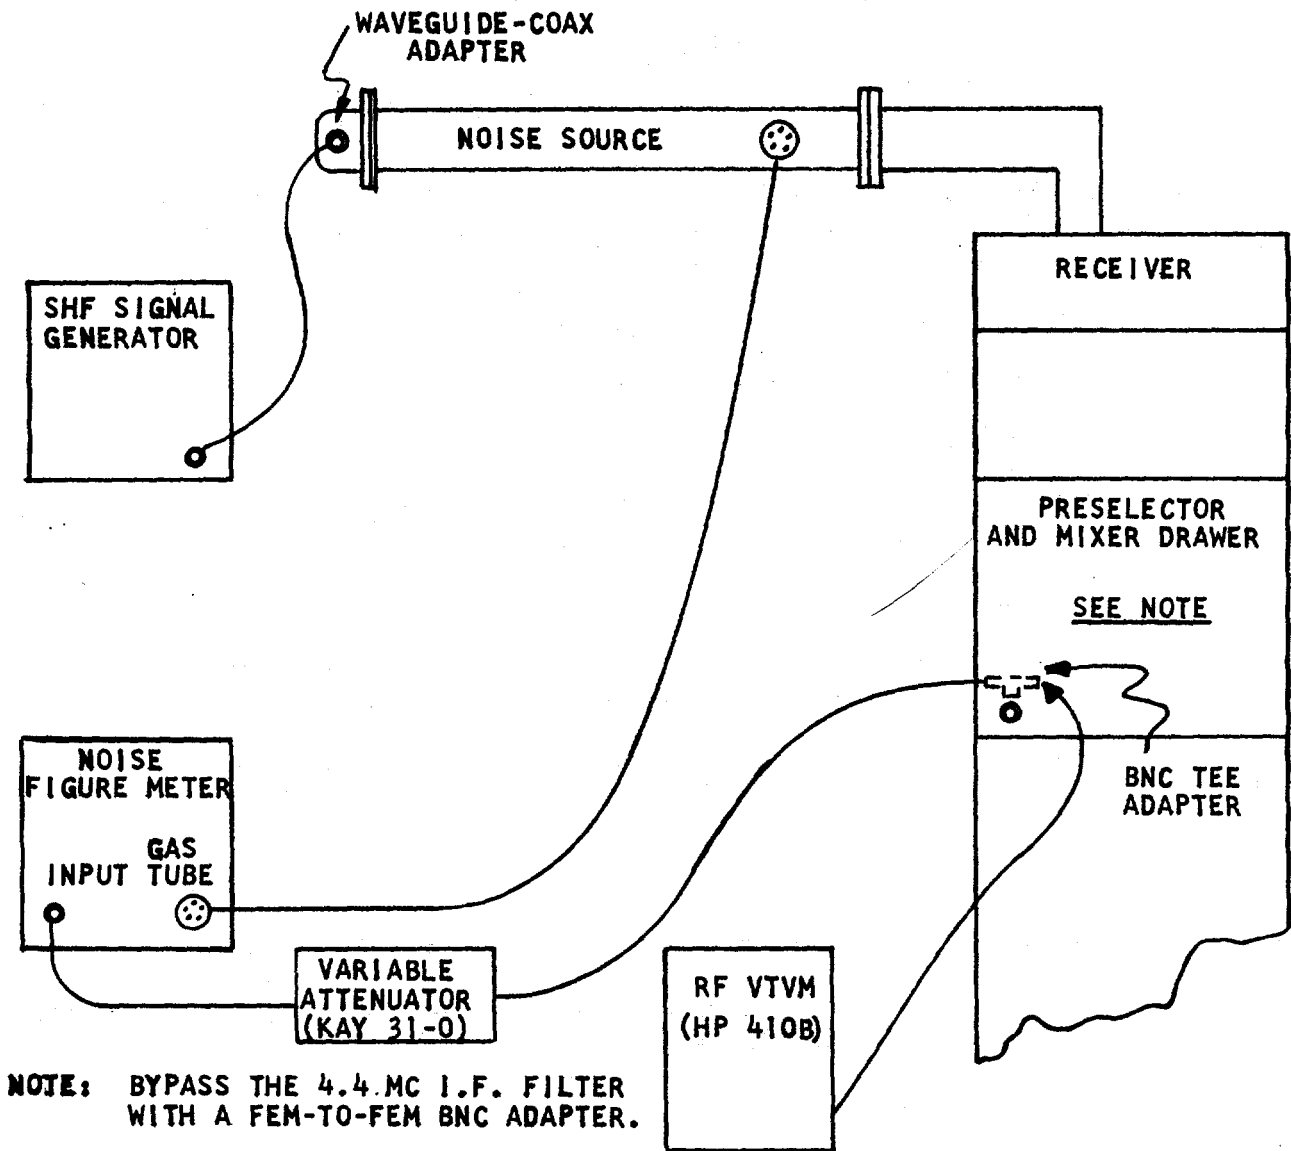 WAVEGUIDE-COAX
ADAPTER
NOISE SOURCE
RECEIVER
SHF SIGNAL
GENERATOR
PRESELECTOR
AND MIXER DRAWER
SEE NOTE
NOISE
FIGURE METER
GAS
INPUT TUBE
BNC TEE
ADAPTER
VARIABLE
ATTENUATOR
(KAY 31-0)
RF VTVM
(HP 410B)
NOTE: BYPASS THE 4.4 MC I.F. FILTER
WITH A FEM-TO-FEM BNC ADAPTER.